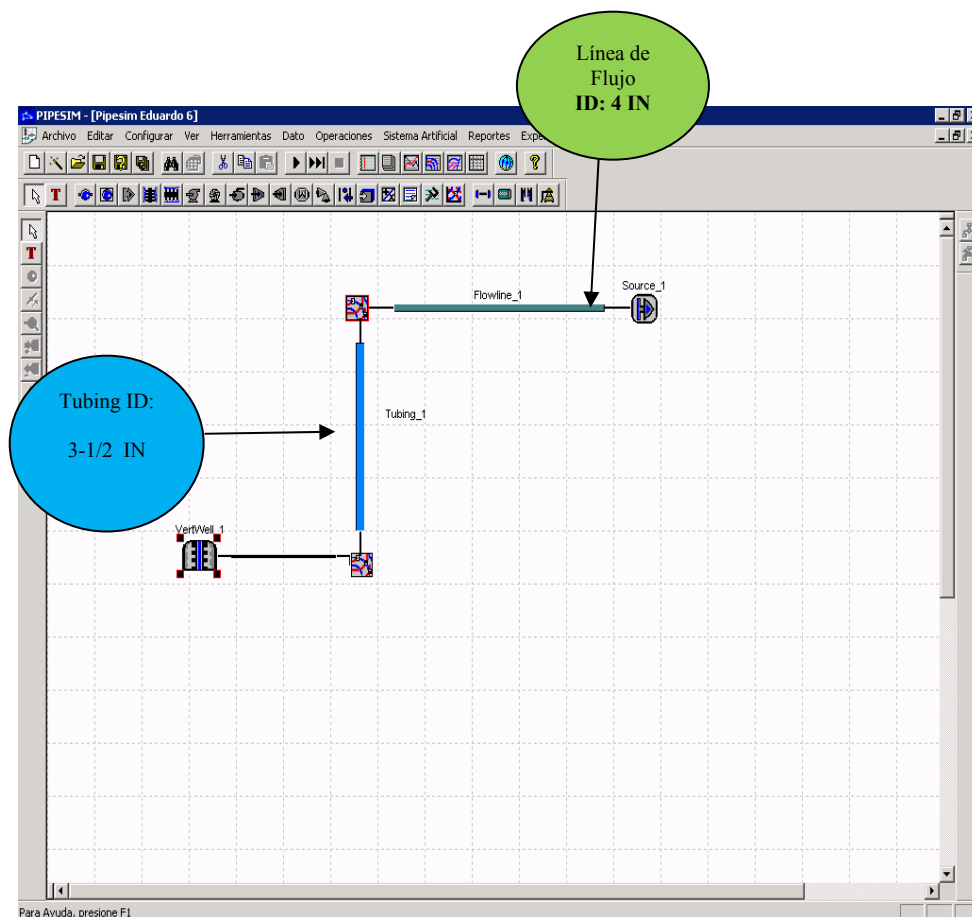 Línea de
Flujo
ID: 4 IN
PIPESIM - [Pipesim Eduardo 6]
Archivo Editar Configurar Ver Herramientas Dato Operaciones Sistema Artificial Reportes
T
T
Flowline_1
Source_1
Tubing ID:
3-1/2 IN
Tubing_1
VertWell_1
Para Ayuda, presione F1